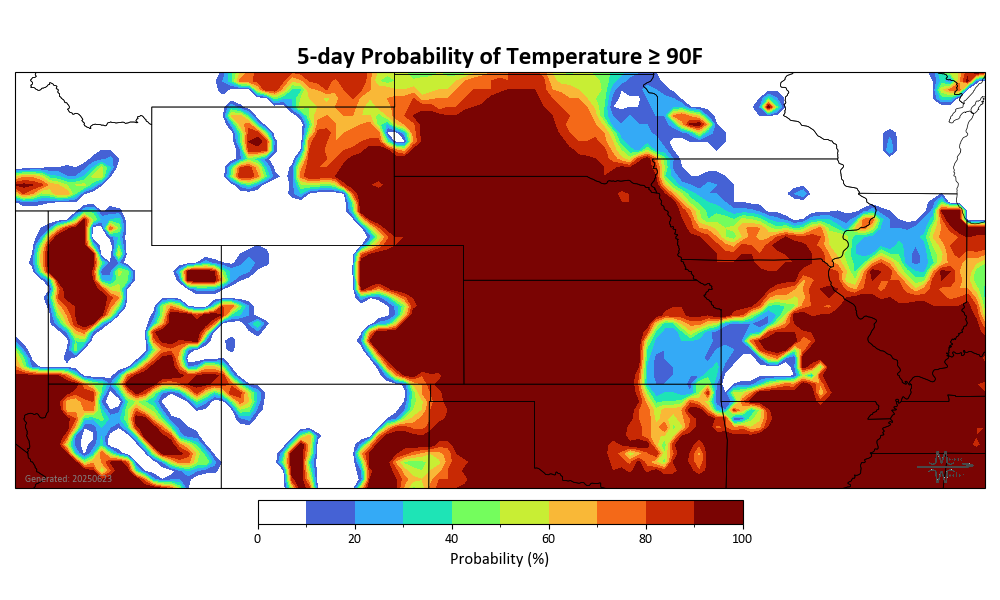 5-day Probability of Temperature ≥ 90F
Generated: 20250623
0 20 40 60 80 100
Probability (%)